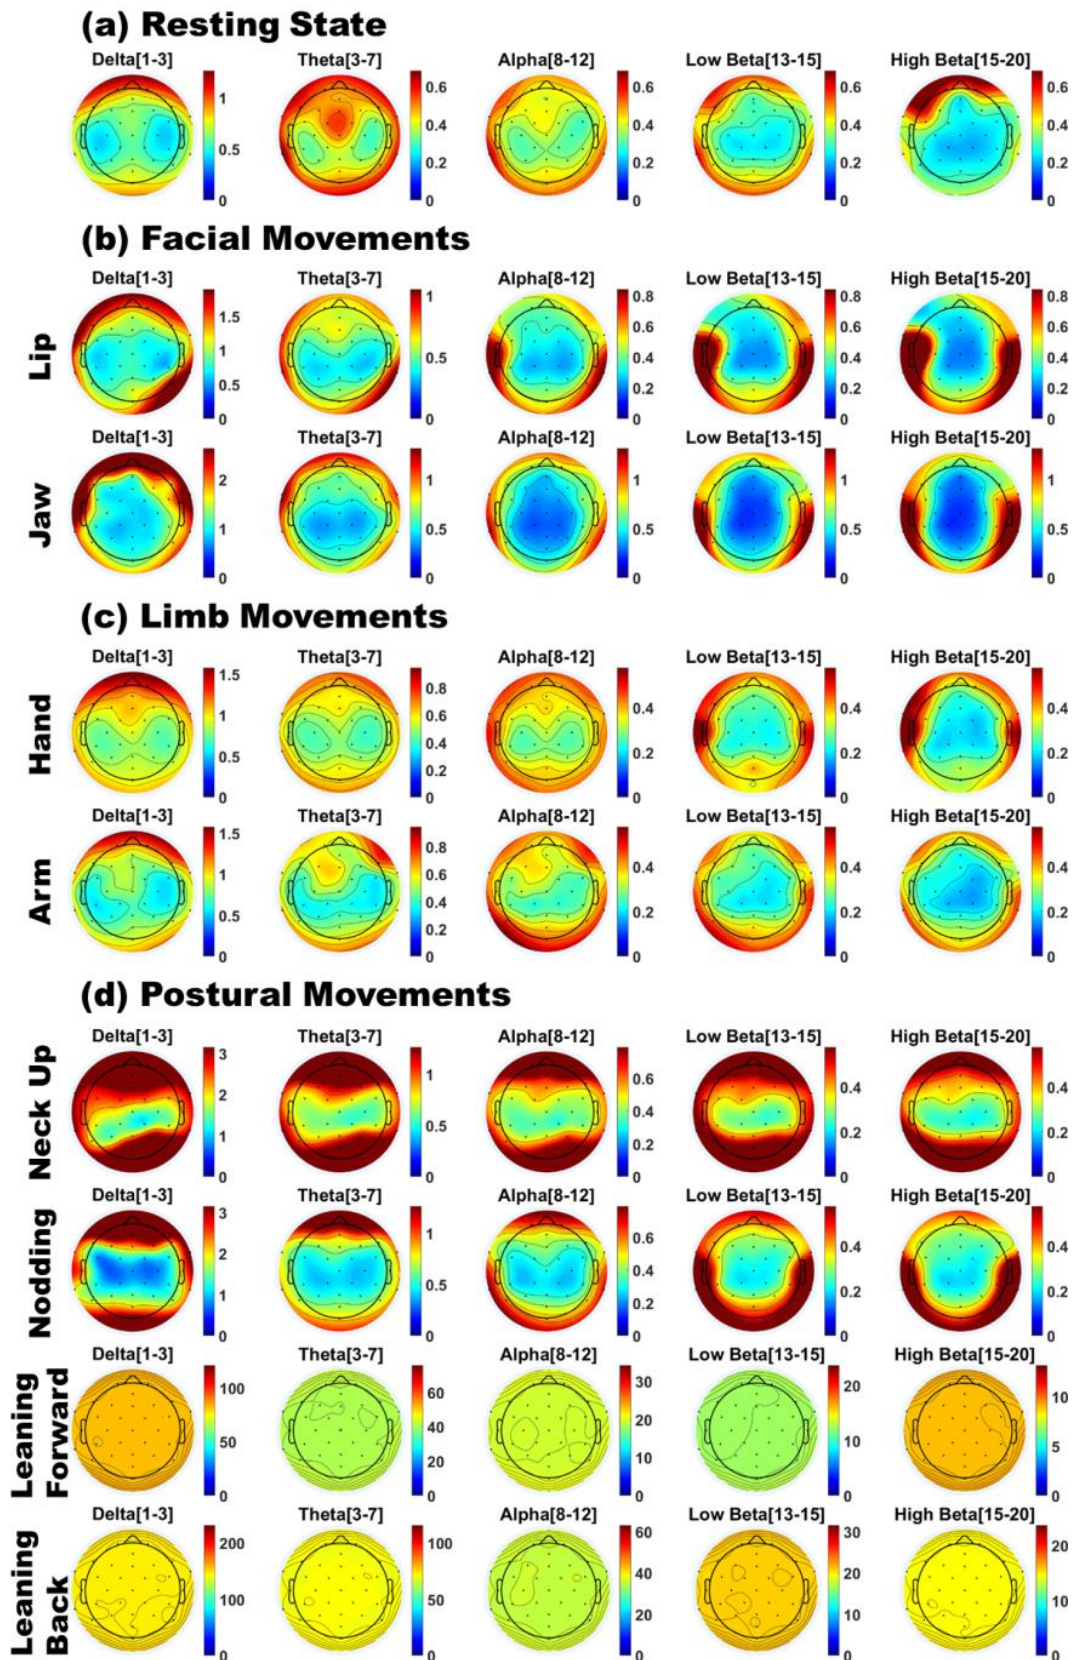 (a) Resting State
Delta[1-3] Theta[3-7] Alpha[8-12] Low Beta[13-15] High Beta[15-20]
1 0.5 0
0.6 0.4 0.2 0
0.6 0.4 0.2 0
0.6 0.4 0.2 0
0.6 0.4 0.2 0
(b) Facial Movements
Lip
Delta[1-3] Theta[3-7] Alpha[8-12] Low Beta[13-15] High Beta[15-20]
1.5 1 0.5 0
1 0.5 0
0.8 0.6 0.4 0.2 0
0.8 0.6 0.4 0.2 0
0.8 0.6 0.4 0.2 0
Jaw
Delta[1-3] Theta[3-7] Alpha[8-12] Low Beta[13-15] High Beta[15-20]
2 1 0
1 0.5 0
1 0.5 0
1 0.5 0
1 0.5 0
(c) Limb Movements
Hand
Delta[1-3] Theta[3-7] Alpha[8-12] Low Beta[13-15] High Beta[15-20]
1.5 1 0.5 0
0.8 0.6 0.4 0.2 0
0.4 0.2 0
0.4 0.2 0
0.4 0.2 0
Arm
Delta[1-3] Theta[3-7] Alpha[8-12] Low Beta[13-15] High Beta[15-20]
1.5 1 0.5 0
0.8 0.6 0.4 0.2 0
0.4 0.2 0
0.4 0.2 0
0.4 0.2 0
(d) Postural Movements
Neck Up
Delta[1-3] Theta[3-7] Alpha[8-12] Low Beta[13-15] High Beta[15-20]
3 2 1 0
1 0.5 0
0.6 0.4 0.2 0
0.4 0.2 0
0.4 0.2 0
Nodding
Delta[1-3] Theta[3-7] Alpha[8-12] Low Beta[13-15] High Beta[15-20]
3 2 1 0
1 0.5 0
0.6 0.4 0.2 0
0.4 0.2 0
0.4 0.2 0
Leaning
Forward
Delta[1-3] Theta[3-7] Alpha[8-12] Low Beta[13-15] High Beta[15-20]
100 50 0
60 40 20 0
30 20 10 0
20 10 0
10 5 0
Leaning
Back
Delta[1-3] Theta[3-7] Alpha[8-12] Low Beta[13-15] High Beta[15-20]
200 100 0
100 50 0
60 40 20 0
30 20 10 0
20 10 0